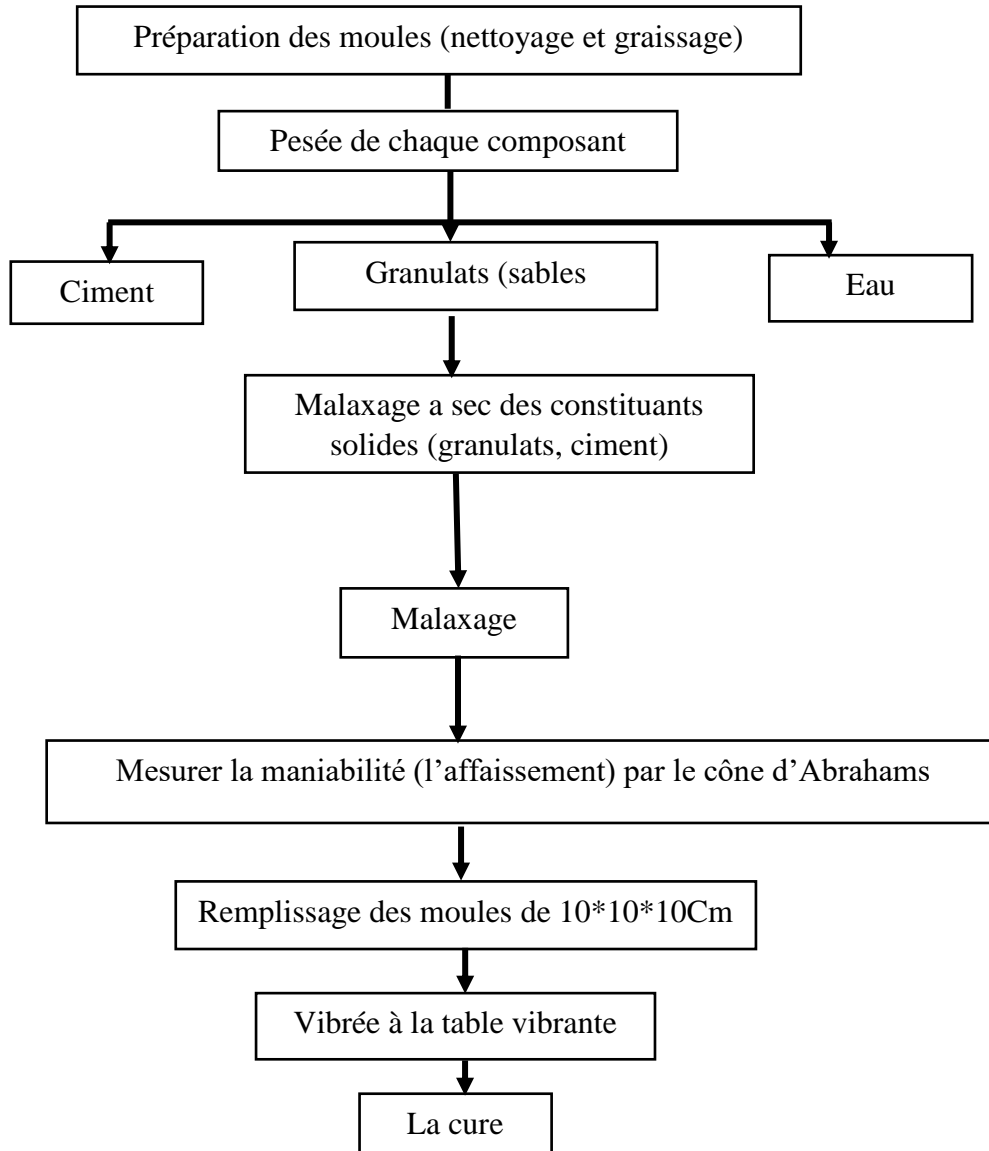 Préparation des moules (nettoyage et graissage)
Pesée de chaque composant
Ciment
Granulats (sables
Eau
Malaxage a sec des constituants
solides (granulats, ciment)
Malaxage
Mesurer la maniabilité (l’affaissement) par le cône d’Abrahams
Remplissage des moules de 10*10*10Cm
Vibrée à la table vibrante
La cure